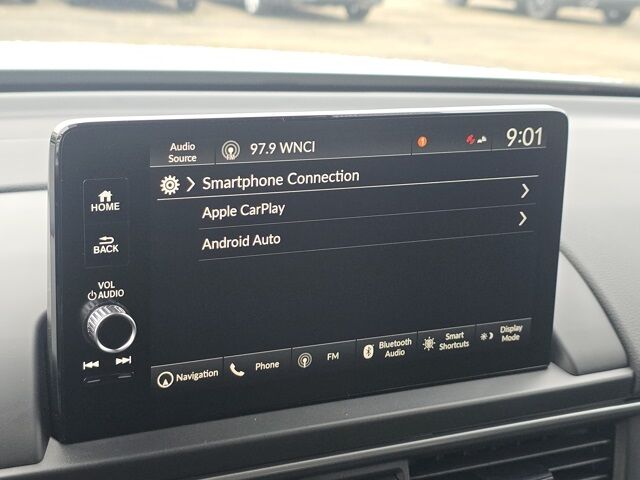 Audio
Source
97.9 WNCI
1
9:01
HOME
BACK
VOL
AUDIO
Smartphone Connection
Apple CarPlay
Android Auto
Navigation
Phone
FM
Bluetooth
Audio
Smart
Shortcuts
Display
Mode